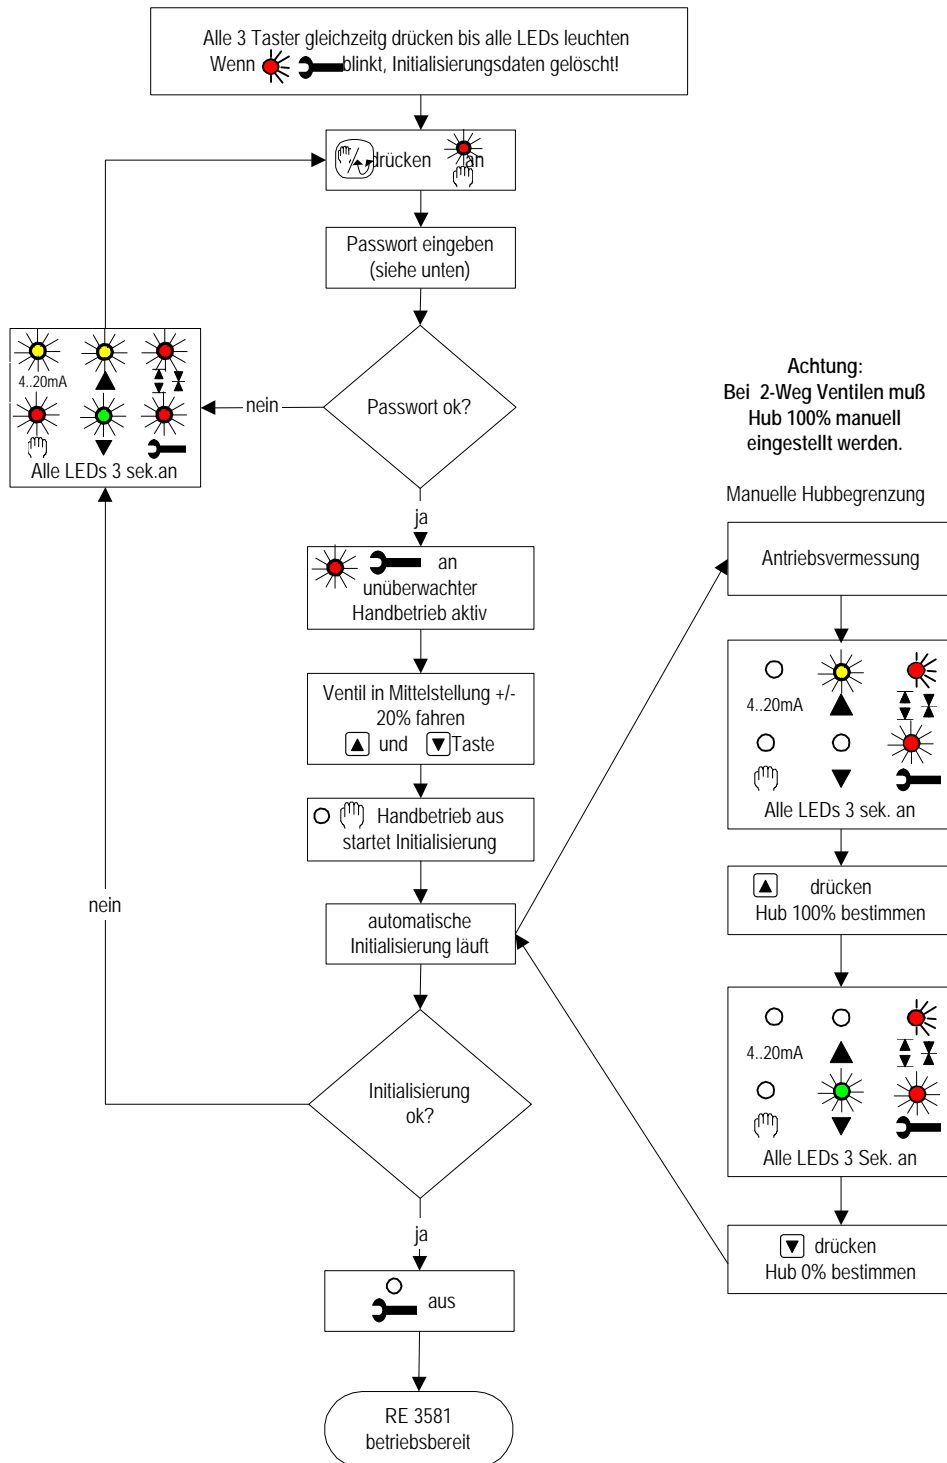 Alle 3 Taster gleichzeitg drücken bis alle LEDs leuchten
Wenn blinkt, Initialisierungsdaten gelöscht!
drücken an
Passwort eingeben
(siehe unten)
4..20mA
Alle LEDs 3 sek.an
nein
Passwort ok?
ja
an
unüberwachter
Handbetrieb aktiv
Ventil in Mittelstellung +/-
20% fahren
und Taste
Handbetrieb aus
startet Initialisierung
automatische
Initialisierung läuft
nein
Initialisierung
ok?
ja
aus
RE 3581
betriebsbereit
Achtung:
Bei 2-Weg Ventilen muß
Hub 100% manuell
eingestellt werden.
Manuelle Hubbegrenzung
Antriebsvermessung
4..20mA
Alle LEDs 3 sek. an
drücken
Hub 100% bestimmen
4..20mA
Alle LEDs 3 Sek. an
drücken
Hub 0% bestimmen